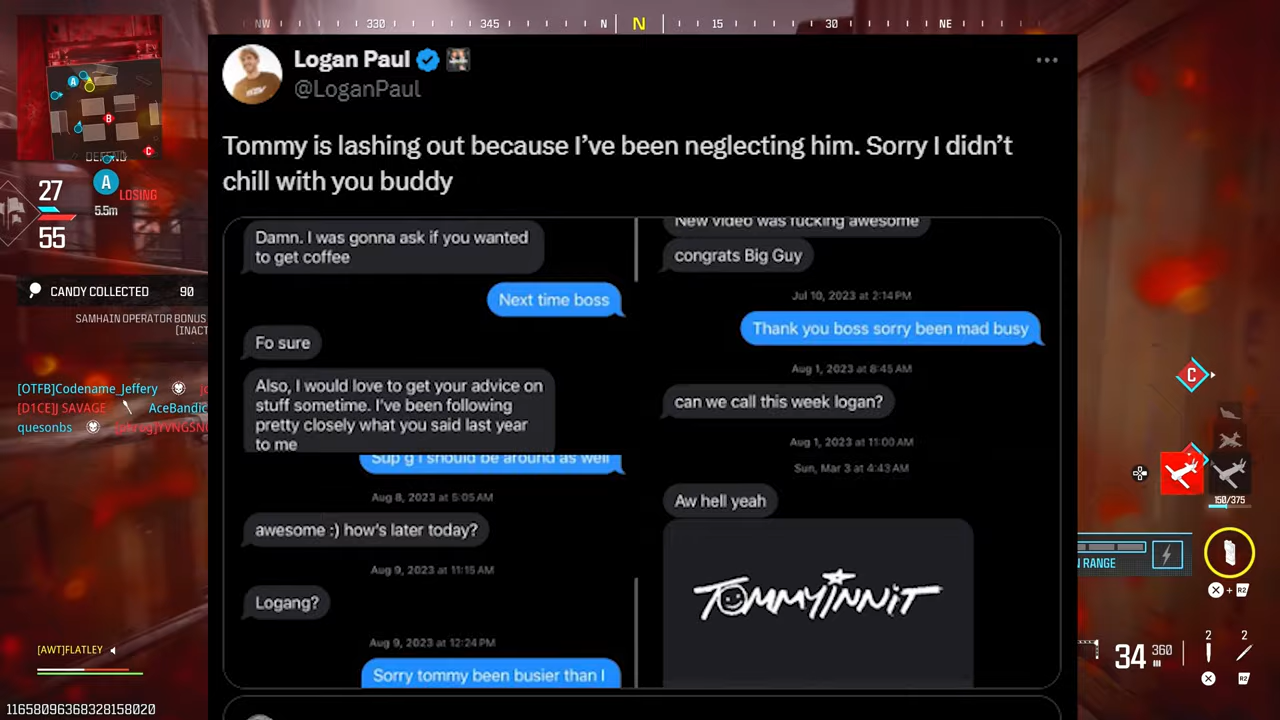 NW
330
345
N
N
15
30
NE
Logan Paul
@LoganPaul
Tommy is lashing out because I've been neglecting him. Sorry I didn't
chill with you buddy
Damn. I was gonna ask if you wanted
to get coffee
Next time boss
Fo sure
Also, I would love to get your advice on
stuff sometime. I've been following
pretty closely what you said last year
to me
Sup g I should be around as well
Aug 8, 2023 at 5:05 AM
awesome :) how's later today?
Aug 9, 2023 at 11:15 AM
Logang?
Aug 9, 2023 at 12:24 PM
Sorry tommy been busier than I
New video was fucking awesome
congrats Big Guy
Jul 10, 2023 at 2:14 PM
Thank you boss sorry been mad busy
Aug 1, 2023 at 8:45 AM
can we call this week logan?
Aug 1, 2023 at 11:00 AM
Sun, Mar 3 at 4:43 AM
Aw hell yeah
TOMMYINNIT
A
B
C
DEFEND
27
A
LOSING
5.5m
55
CANDY COLLECTED 90
SAMHAIN OPERATOR BONUS
[INACT
[OTFB]Codename_Jeffery
[D1CE]J SAVAGE AceBandic
quesonbs
[AWT]FLATLEY
11658096368328158020
C
150/375
N RANGE
X + R2
34 360
2 2
X R2